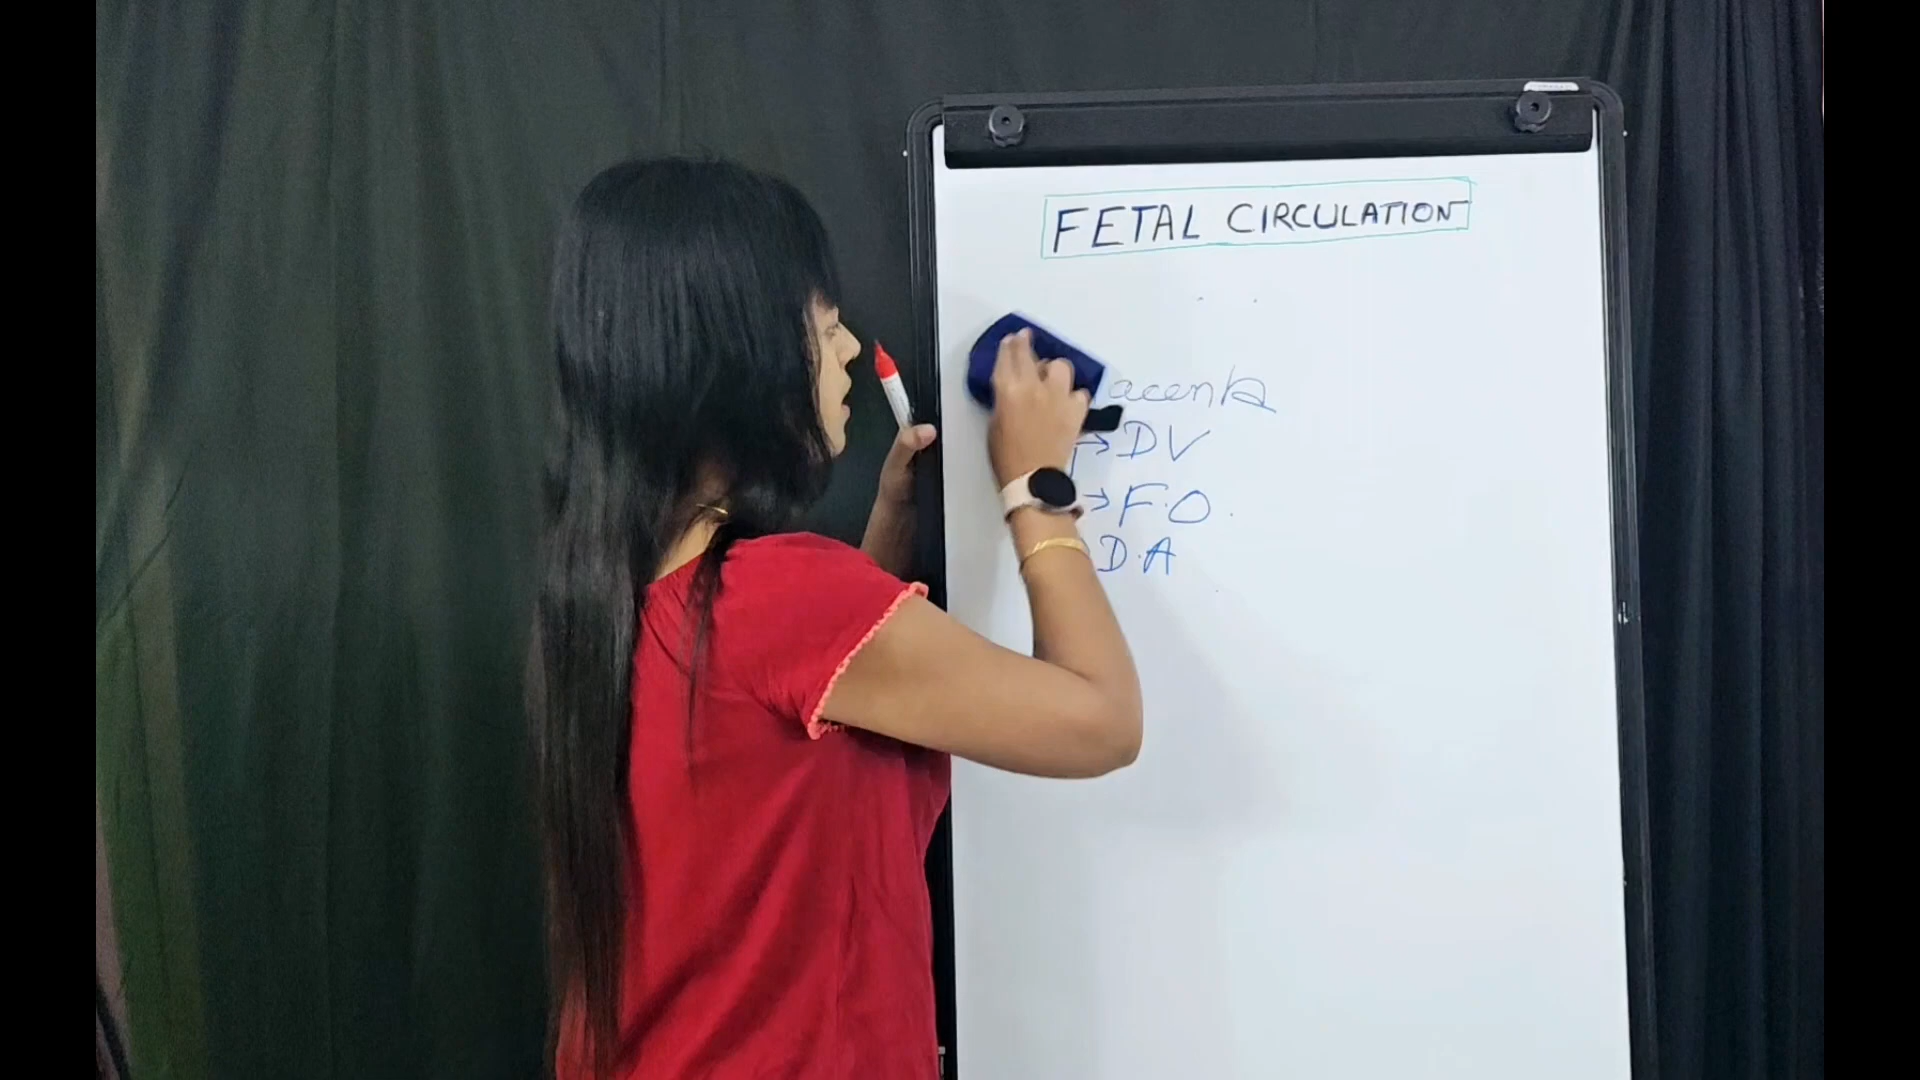 FETAL CIRCULATION
acenta
→ DV
→ F.O.
D.A